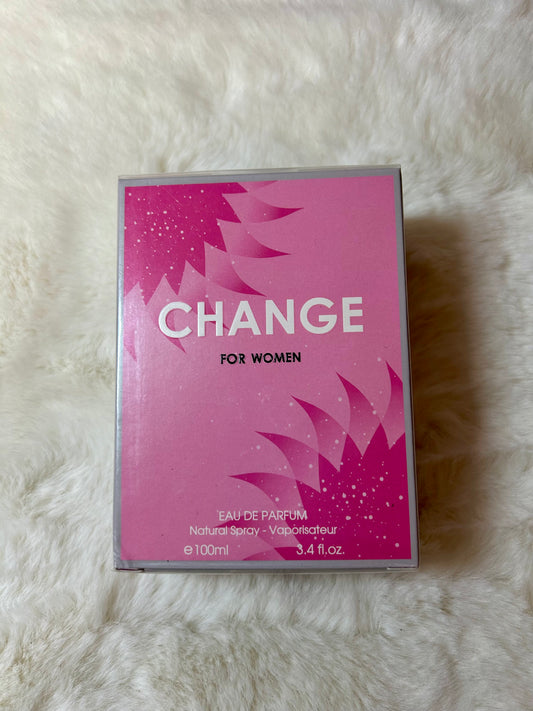 CHANGE
FOR WOMEN
EAU DE PARFUM
Natural Spray - Vaporisateur
℮100ml 3.4 fl.oz.